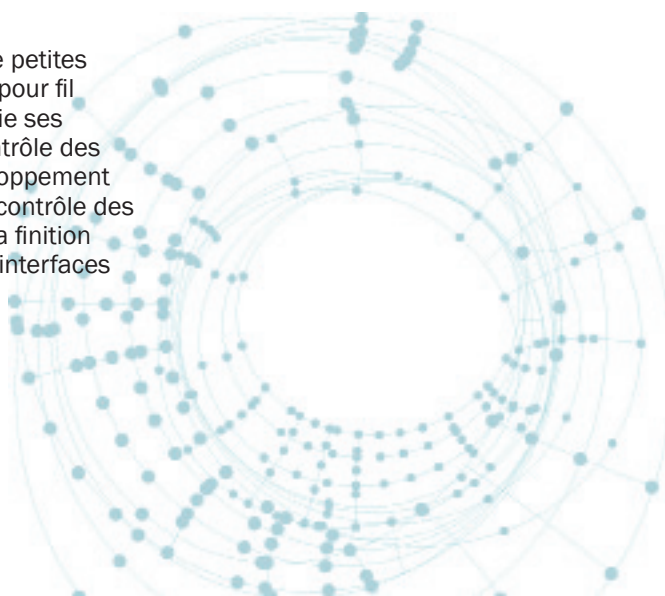 petites
pour fil
ie ses
trôle des
oppement
contrôle des
a finition
interfaces